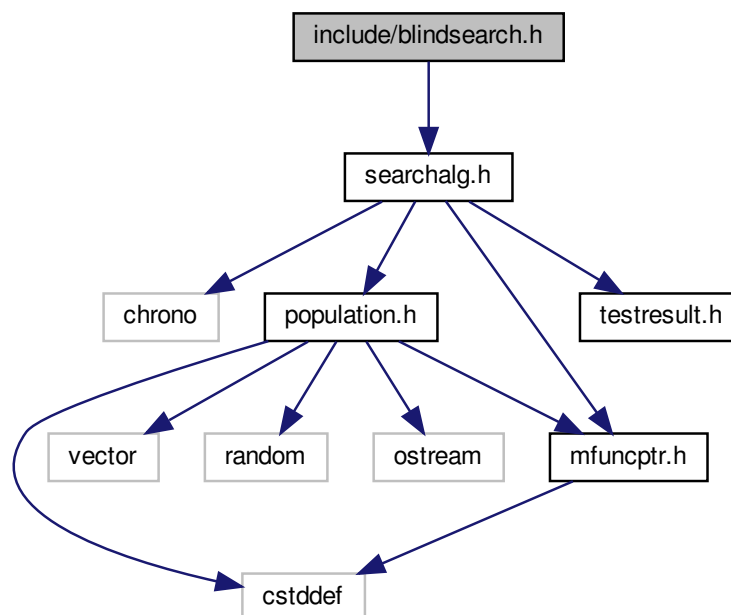 include/blindsearch.h
searchalg.h
chrono
population.h
testresult.h
vector
random
ostream
mfuncptr.h
cstddef